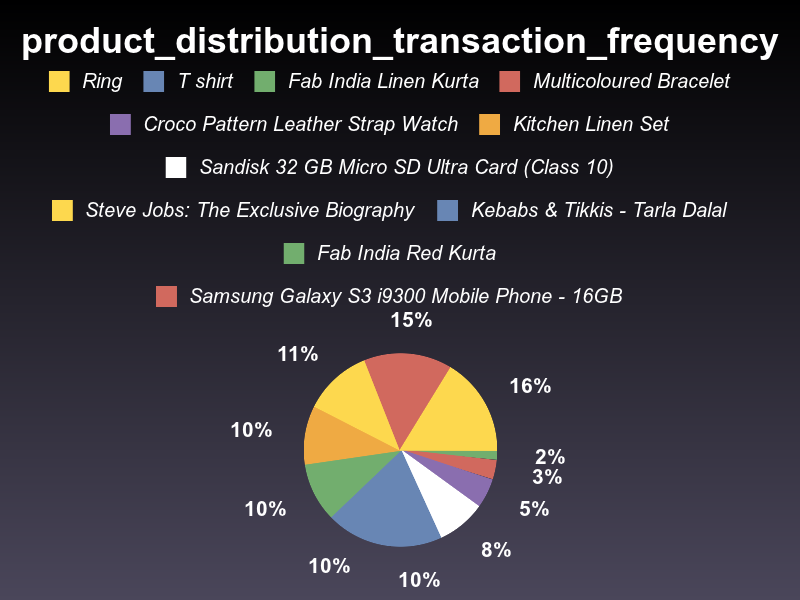 product_distribution_transaction_frequency
Ring T shirt Fab India Linen Kurta Multicoloured Bracelet
Croco Pattern Leather Strap Watch Kitchen Linen Set
Sandisk 32 GB Micro SD Ultra Card (Class 10)
Steve Jobs: The Exclusive Biography Kebabs & Tikkis - Tarla Dalal
Fab India Red Kurta
Samsung Galaxy S3 i9300 Mobile Phone - 16GB
15%
11%
16%
10%
2%
3%
10%
5%
8%
10%
10%